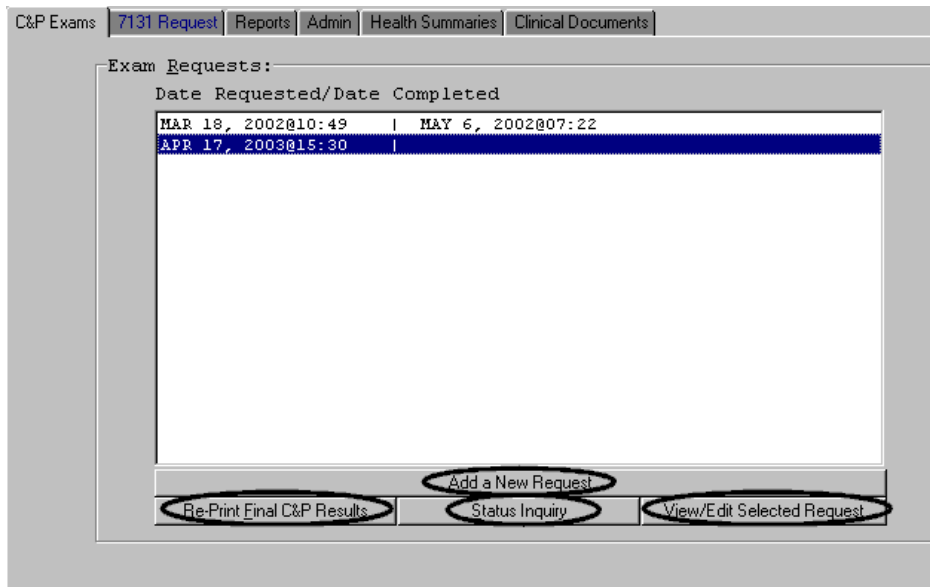 C&P Exams 7131 Request Reports Admin Health Summaries Clinical Documents
Exam Requests:
Date Requested/Date Completed
MAR 18, 2002@10:49 | MAY 6, 2002@07:22
APR 17, 2003@15:30 |
Add a New Request
Re-Print Final C&P Results Status Inquiry View/Edit Selected Request